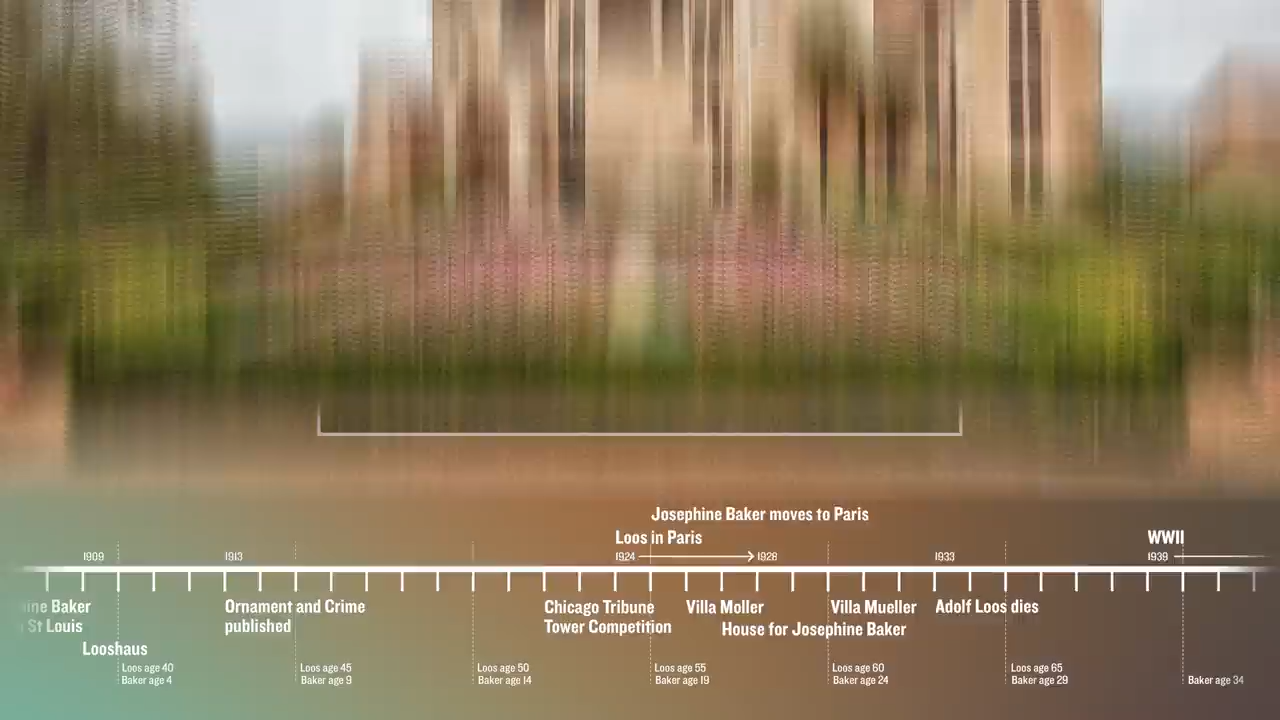 Josephine Baker moves to Paris
Loos in Paris
WWII
1909
1913
1924
1928
1933
1939
Baker
St Louis
Looshaus
Ornament and Crime
published
Chicago Tribune
Tower Competition
Villa Moller
House for Josephine Baker
Villa Mueller
Adolf Loos dies
Loos age 40
Baker age 4
Loos age 45
Baker age 9
Loos age 50
Baker age 14
Loos age 55
Baker age 19
Loos age 60
Baker age 24
Loos age 65
Baker age 29
Baker age 34